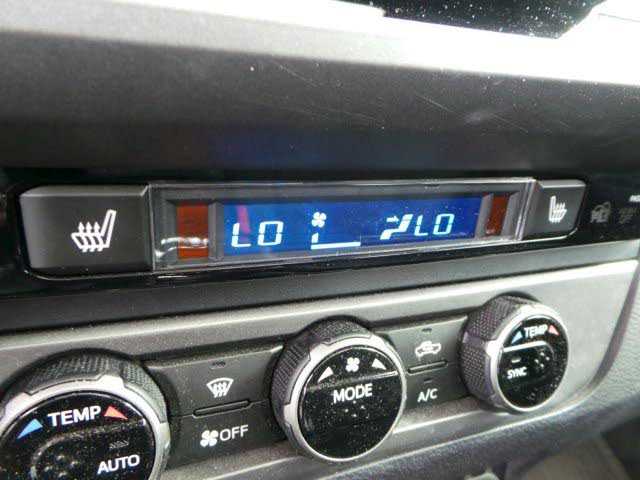 LO LO
TEMP
AUTO
OFF
MODE
A/C
TEMP
SYNC